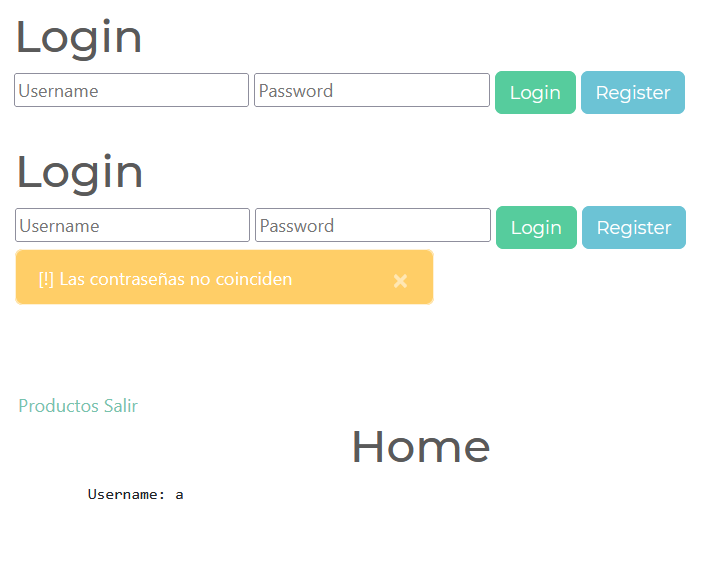 Login
Username Password Login Register
Login
Username Password Login Register
[!] Las contraseñas no coinciden ×
Productos Salir
Home
Username: a